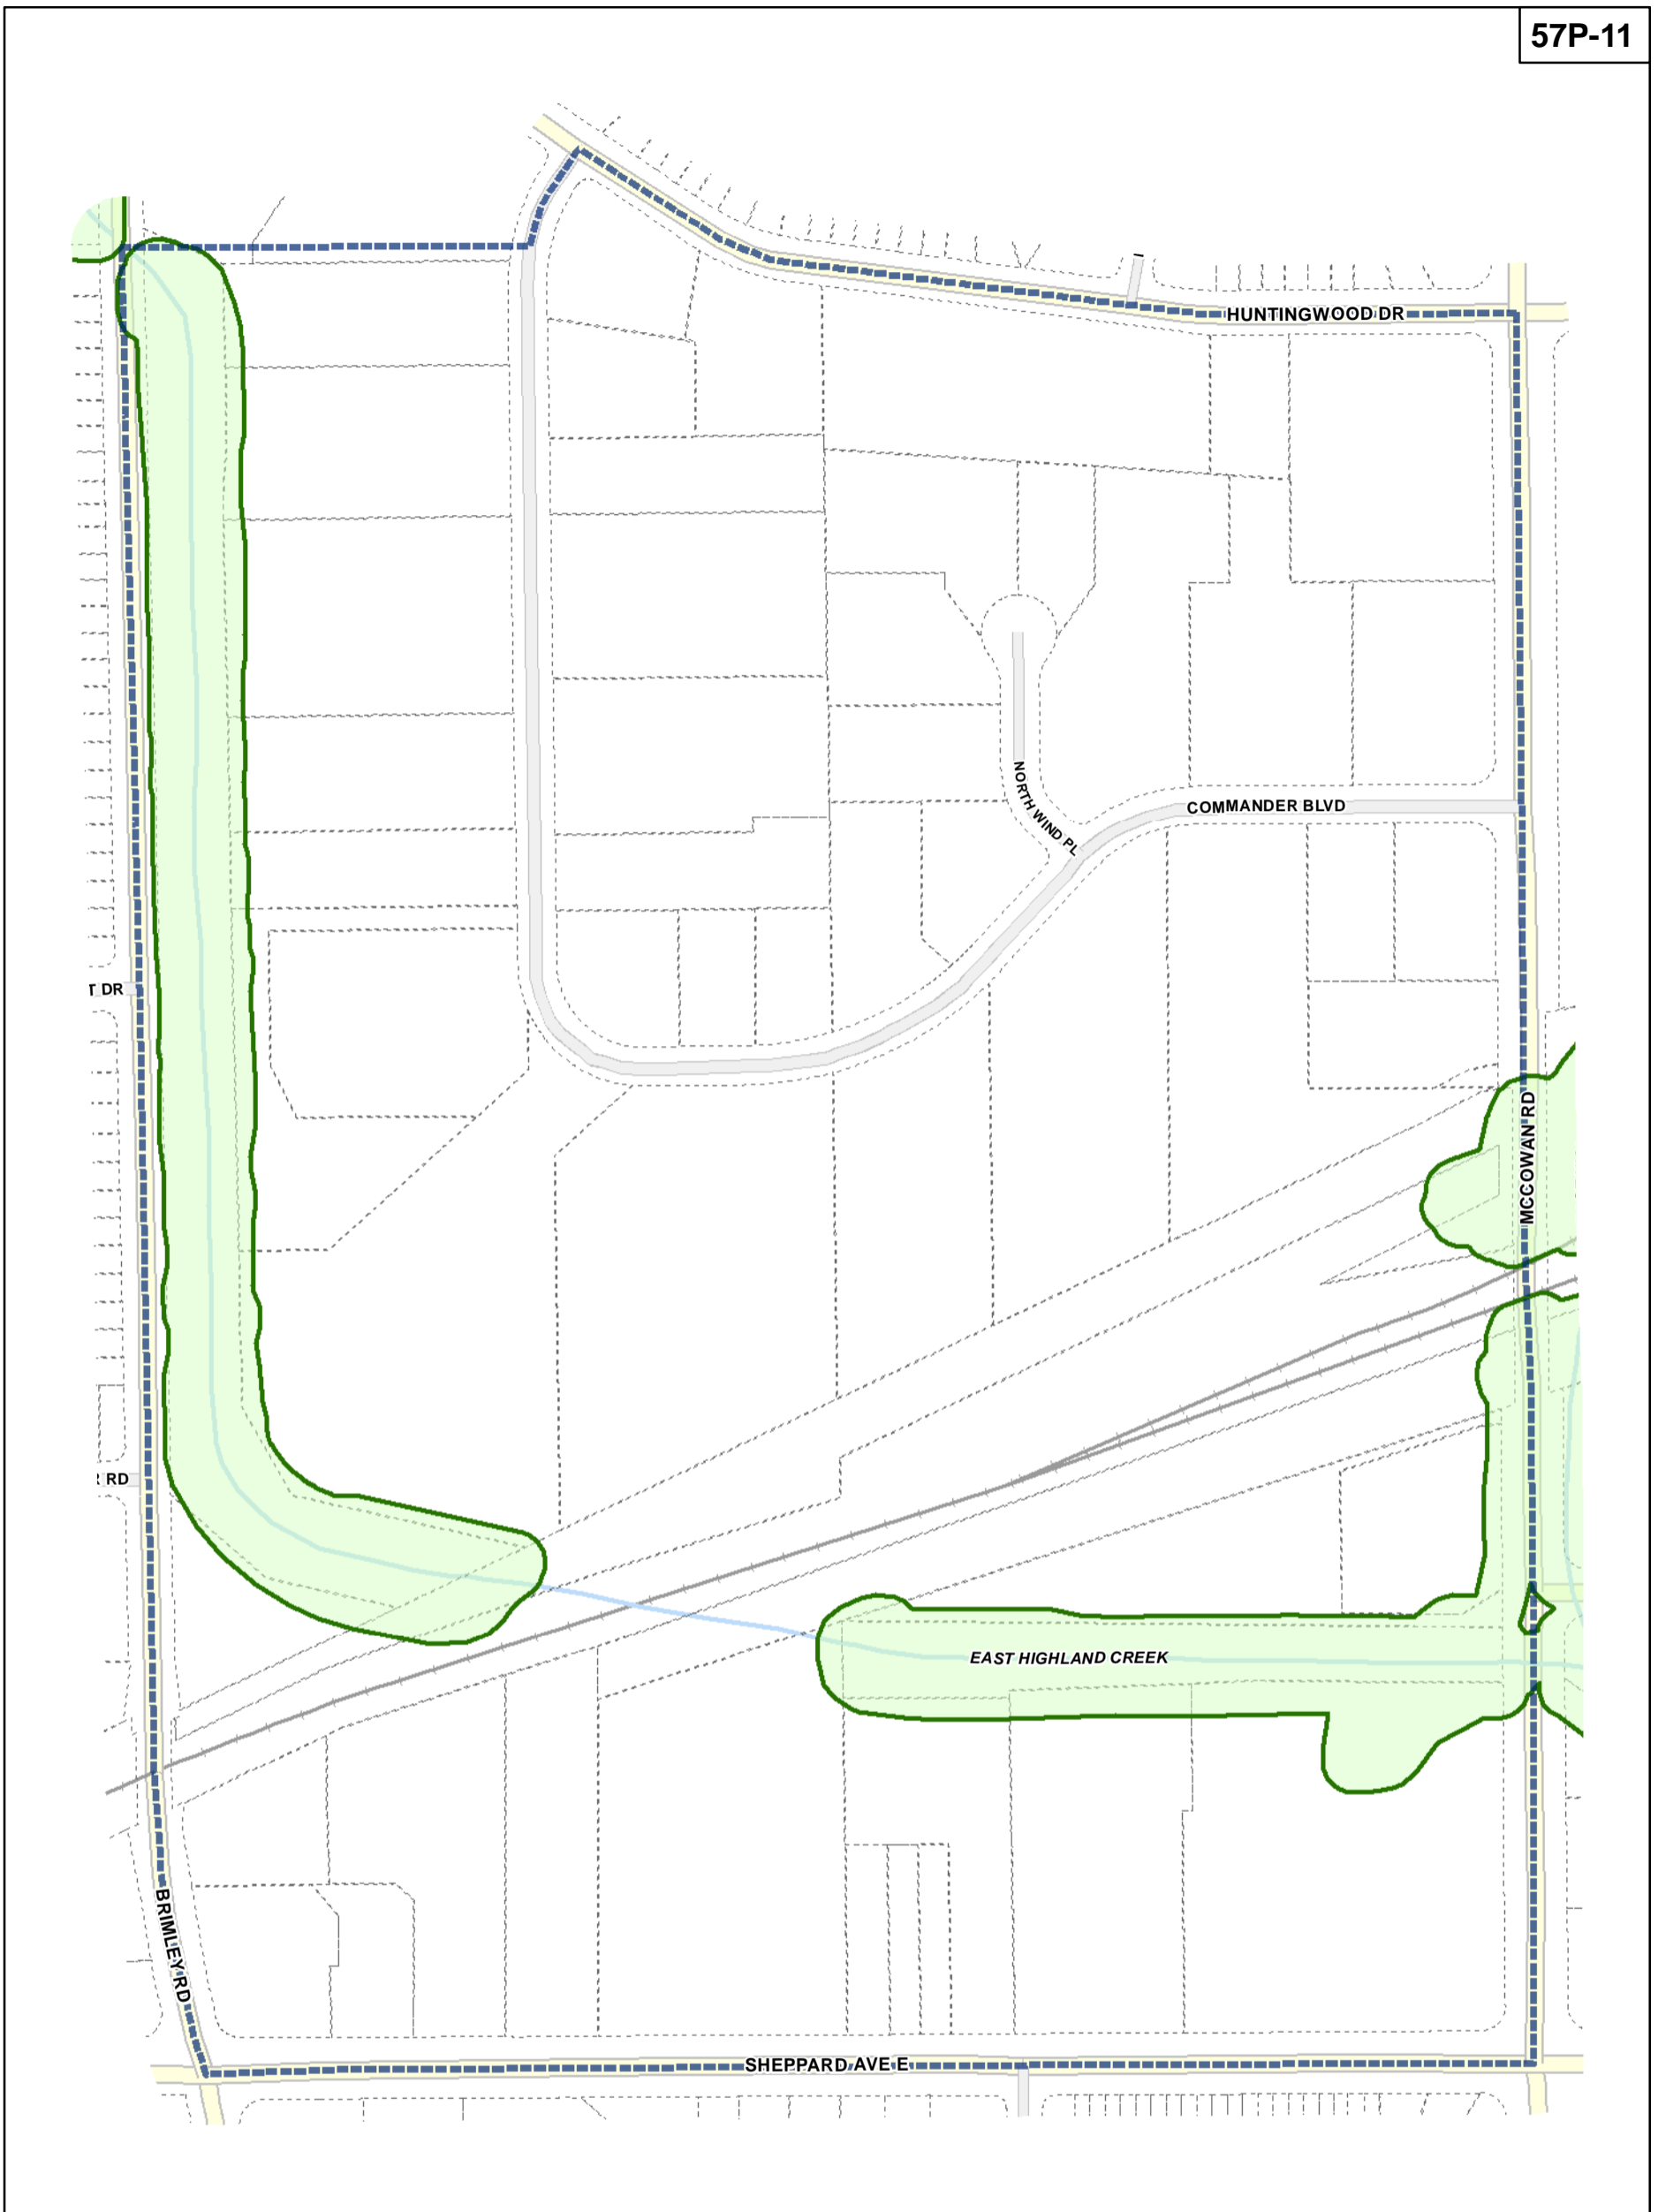 57P-11
HUNTINGWOOD DR
NORTH WIND PL
COMMANDER BLVD
T DR
MCCOWAN RD
RD
EAST HIGHLAND CREEK
BRIMLEY RD
SHEPPARD AVE E